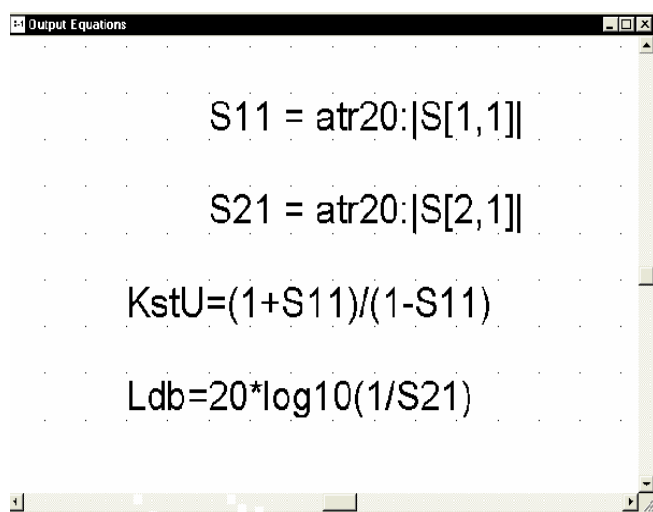 Output Equations
S11 = atr20:|S[1,1]|
S21 = atr20:|S[2,1]|
KstU=(1+S11)/(1-S11)
Ldb=20*log10(1/S21)